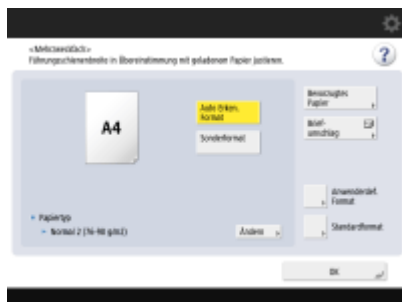 <Mehrzweckfach>
Führungsschienenbreite in Übereinstimmung mit geladenem Papier justieren.
?
A4
Auto Erken.
Format
Sonderformat
Bevorzugtes
Papier
Brief-
umschlag
Anwenderdef.
Format
Standardformat
Papiertyp
Normal 2 (76-90 g/m2)
Ändern
OK